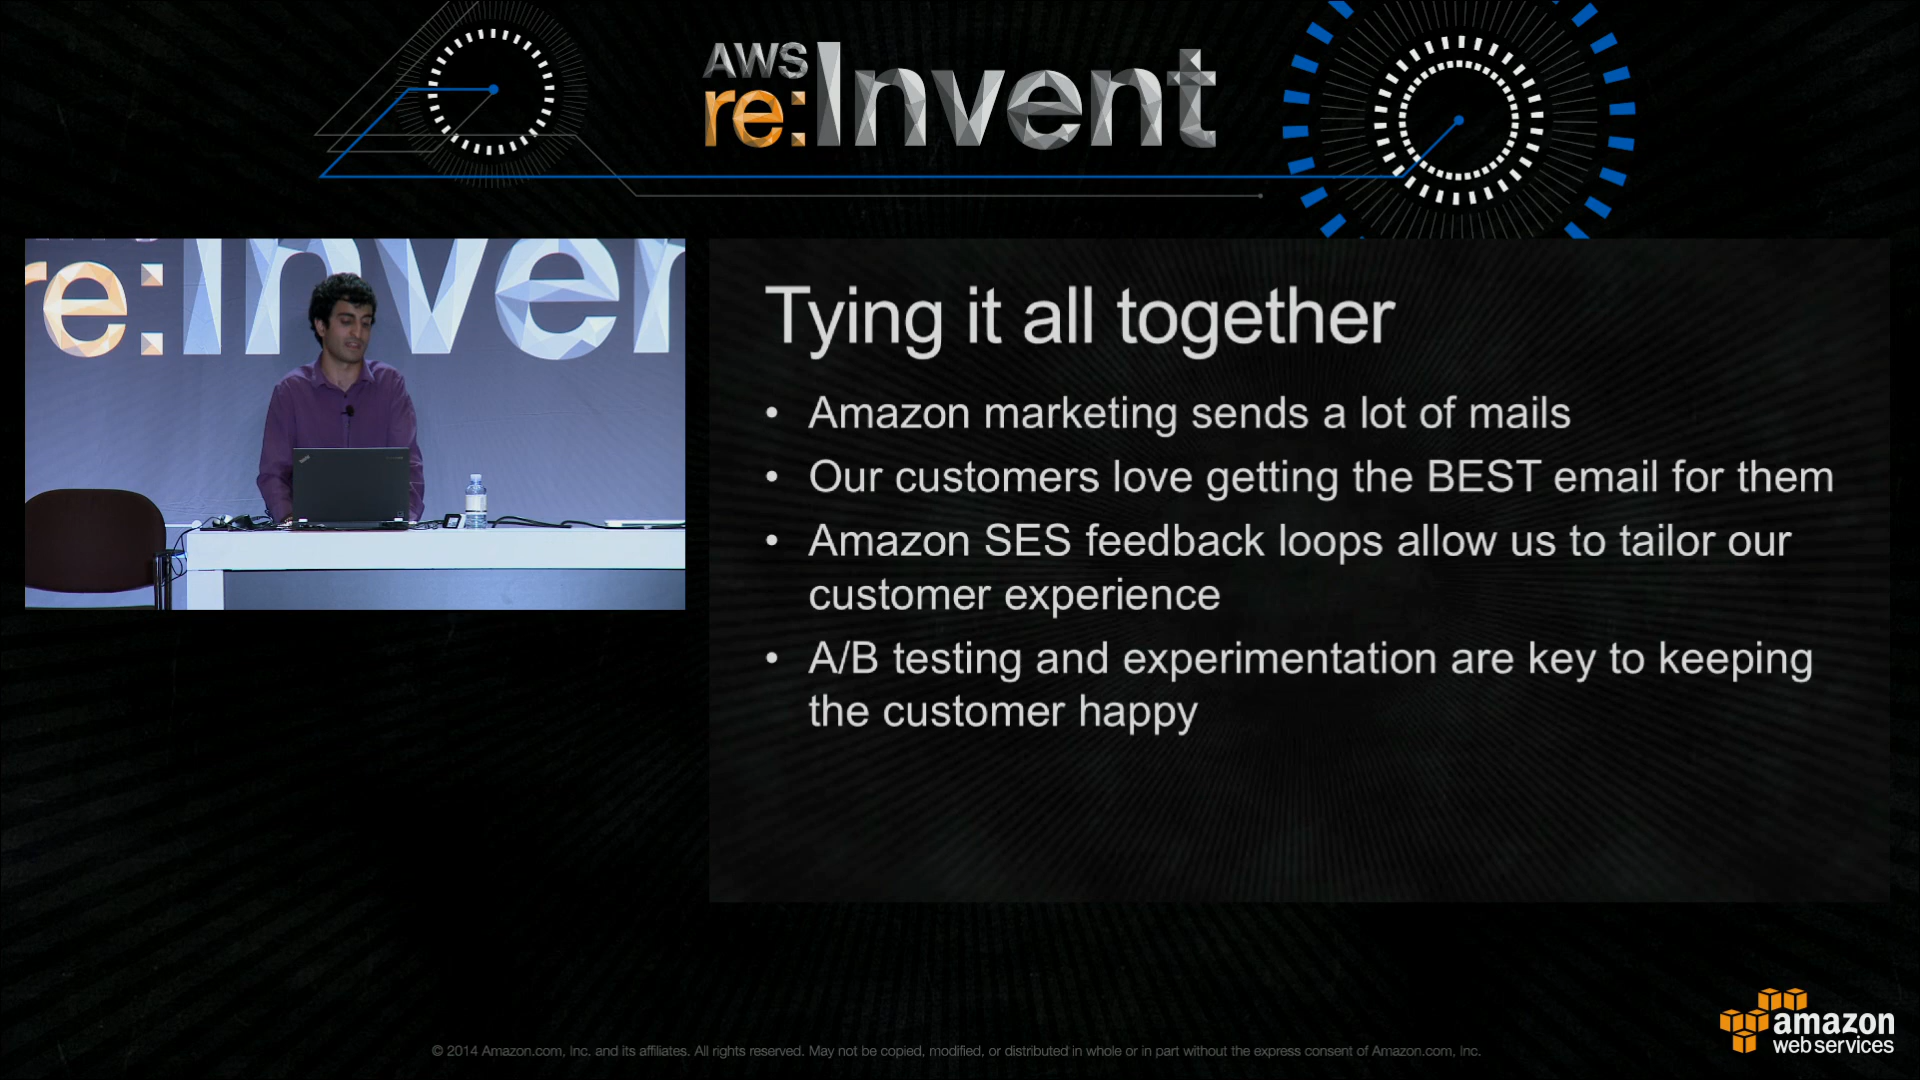 AWS
re:Invent
re:Inven
Tying it all together
• Amazon marketing sends a lot of mails
• Our customers love getting the BEST email for them
• Amazon SES feedback loops allow us to tailor our
customer experience
• A/B testing and experimentation are key to keeping
the customer happy
amazon
web services
© 2014 Amazon.com, Inc. and its affiliates. All rights reserved. May not be copied, modified, or distributed in whole or in part without the express consent of Amazon.com, Inc.